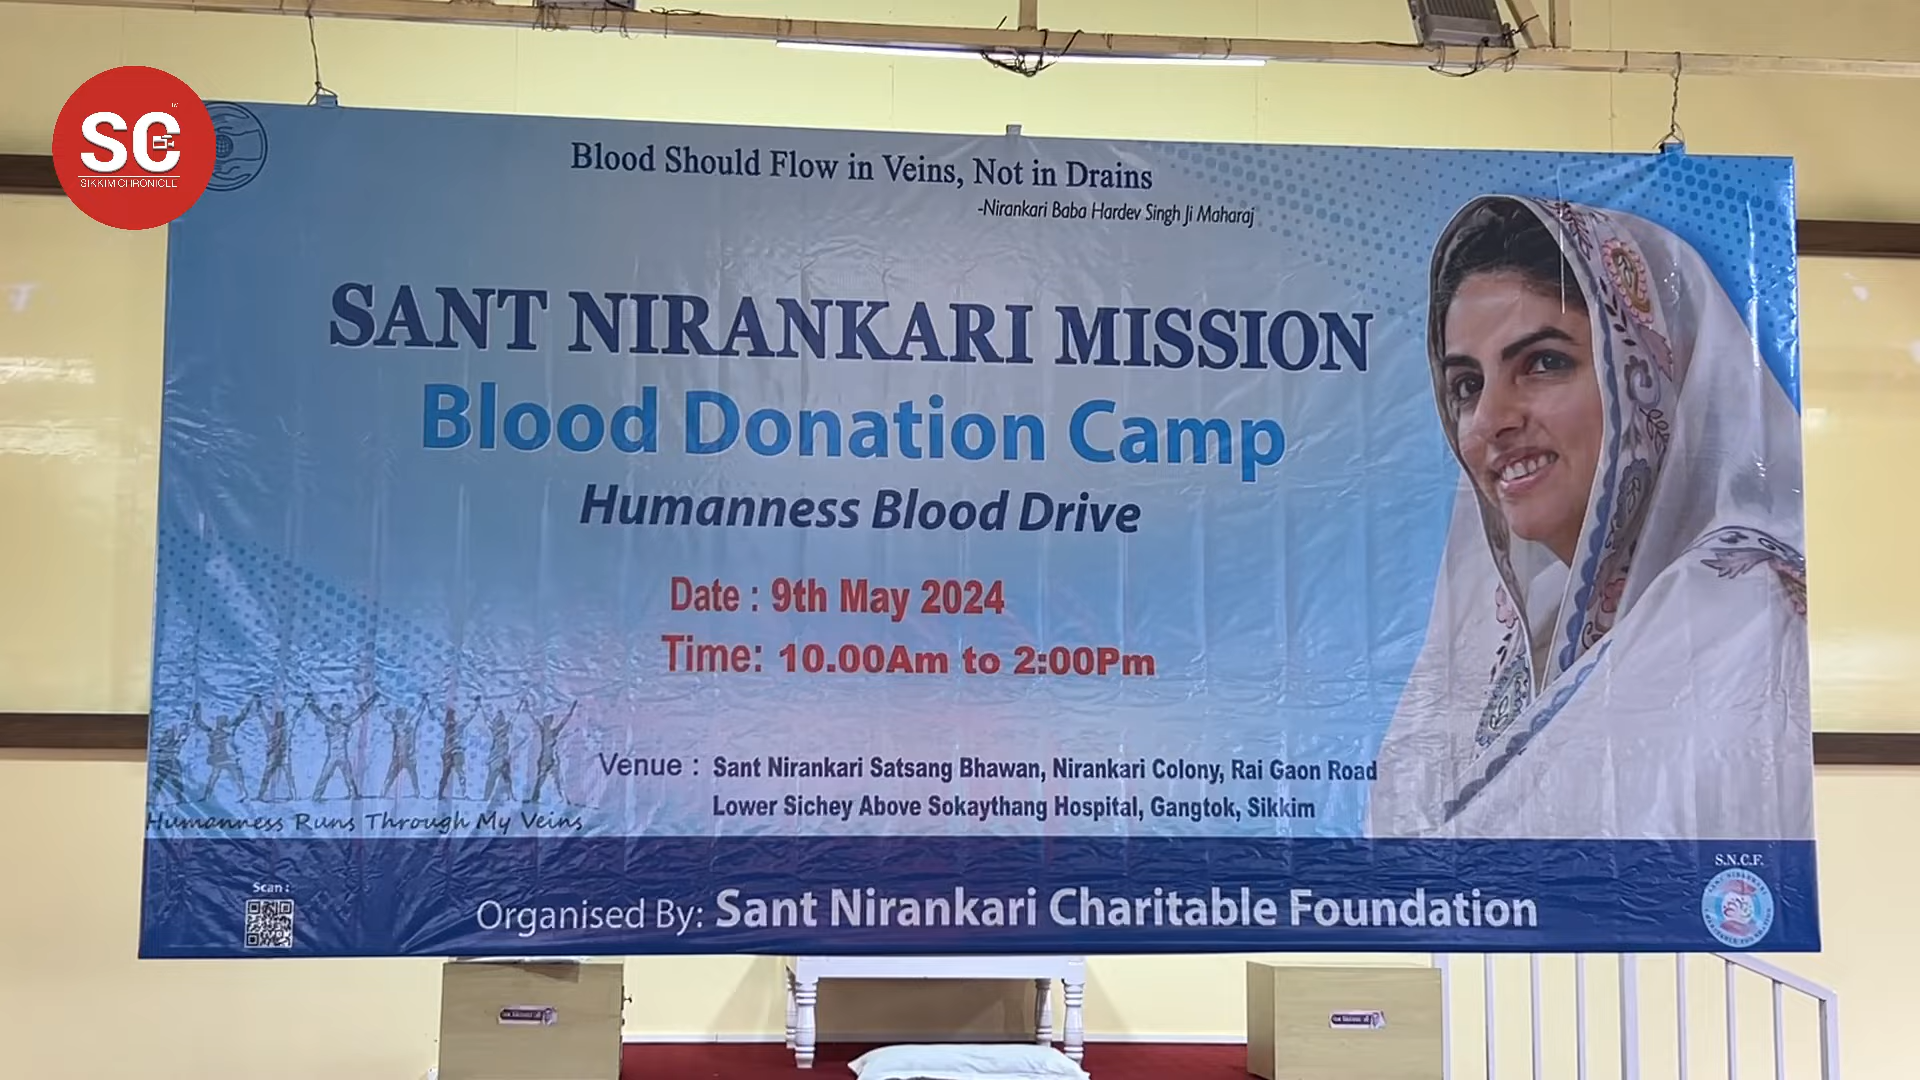 SC
SIKKIM CHRONICLE
Blood Should Flow in Veins, Not in Drains
-Nirankari Baba Hardev Singh Ji Maharaj
SANT NIRANKARI MISSION
Blood Donation Camp
Humanness Blood Drive
Date : 9th May 2024
Time: 10.00Am to 2:00Pm
Venue : Sant Nirankari Satsang Bhawan, Nirankari Colony, Rai Gaon Road
Lower Sichey Above Sokaythang Hospital, Gangtok, Sikkim
Humanness Runs Through My Veins
Scan :
Organised By: Sant Nirankari Charitable Foundation
S.N.C.F.